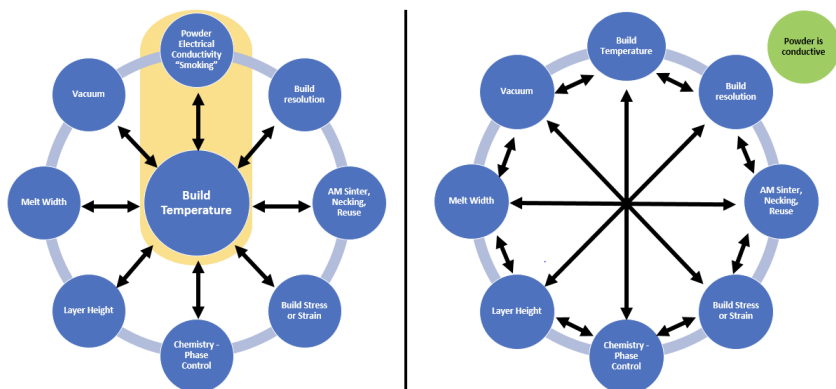 Powder
Electrical
Conductivity
“Smoking”
Vacuum
Build
resolution
Build
Temperature
Melt Width
AM Sinter,
Necking,
Reuse
Layer Height
Build Stress
or Strain
Chemistry -
Phase
Control
Build
Temperature
Powder is
conductive
Vacuum
Build
resolution
Melt Width
AM Sinter,
Necking,
Reuse
Layer Height
Build Stress
or Strain
Chemistry -
Phase
Control